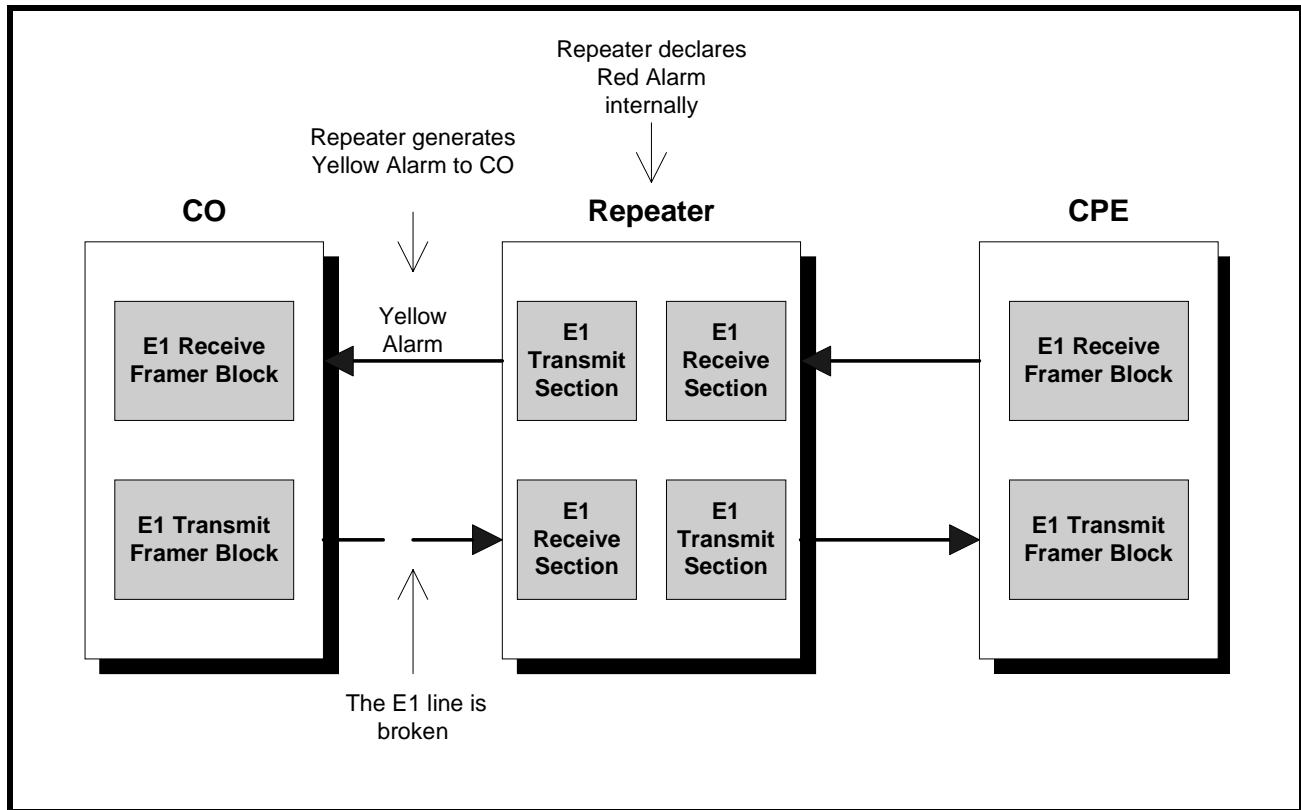 Repeater declares
Red Alarm
internally
Repeater generates
Yellow Alarm to CO
CO
Repeater
CPE
E1 Receive
Framer Block
Yellow
Alarm
E1
Transmit
Section
E1
Receive
Section
E1 Receive
Framer Block
E1 Transmit
Framer Block
E1
Receive
Section
E1
Transmit
Section
E1 Transmit
Framer Block
The E1 line is
broken